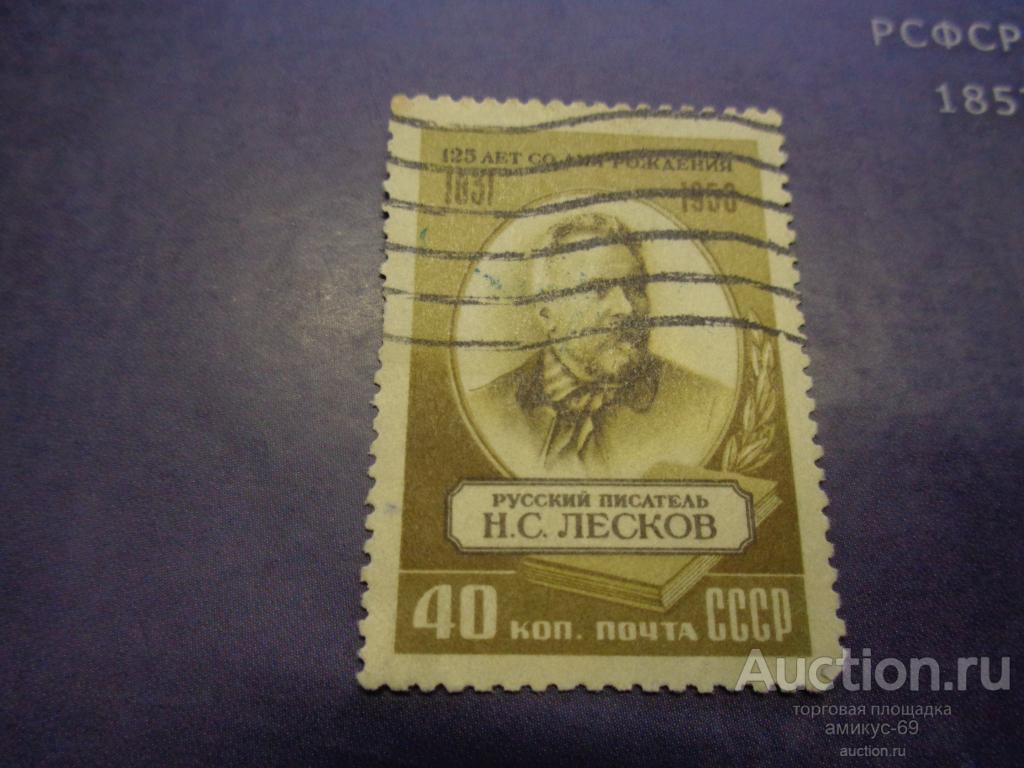 РСФСР
1857
125 ЛЕТ СО ДНЯ РОЖДЕНИЯ
1831 1956
РУССКИЙ ПИСАТЕЛЬ
Н.С. ЛЕСКОВ
40 КОП. ПОЧТА СССР
Auction.ru
торговая площадка
амикус-69
auction.ru